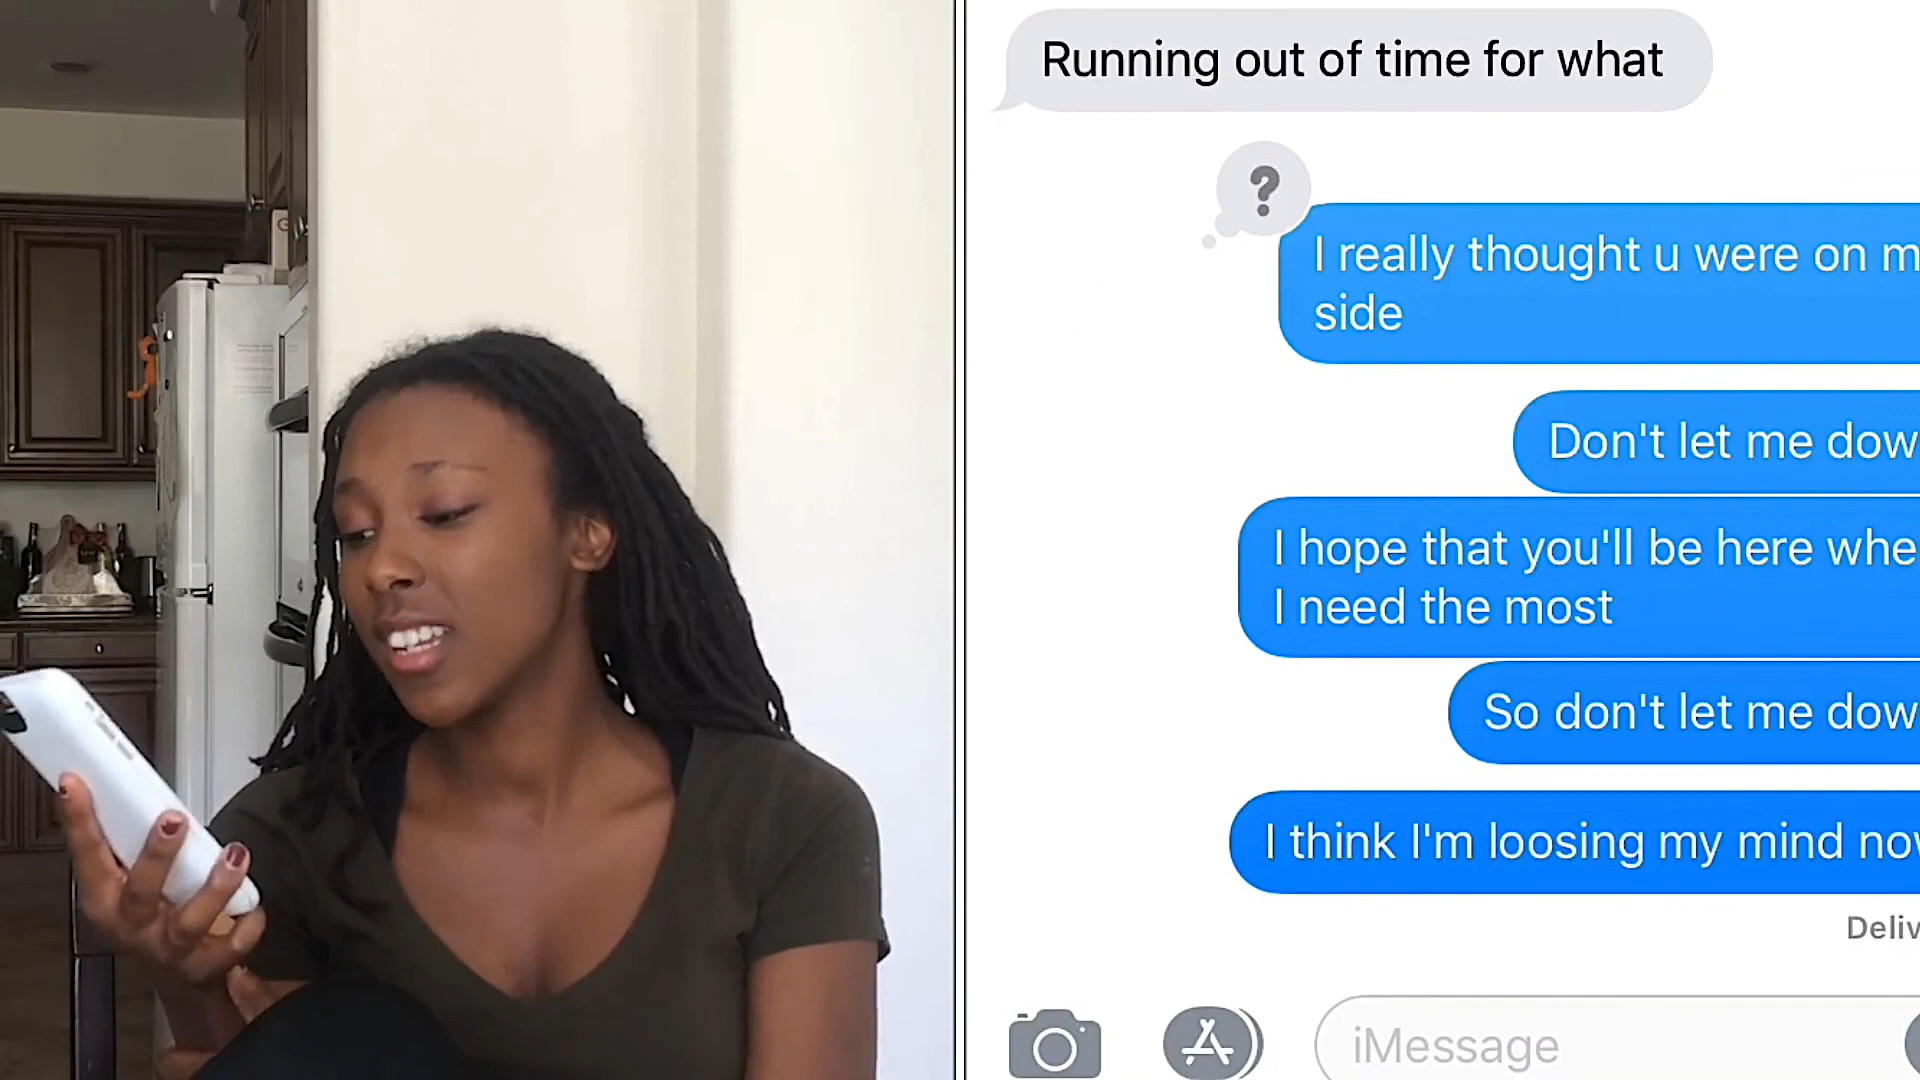 Running out of time for what
?
I really thought u were on m
side
Don't let me dow
I hope that you'll be here whe
I need the most
So don't let me dow
I think I'm loosing my mind no
Deliv
iMessage